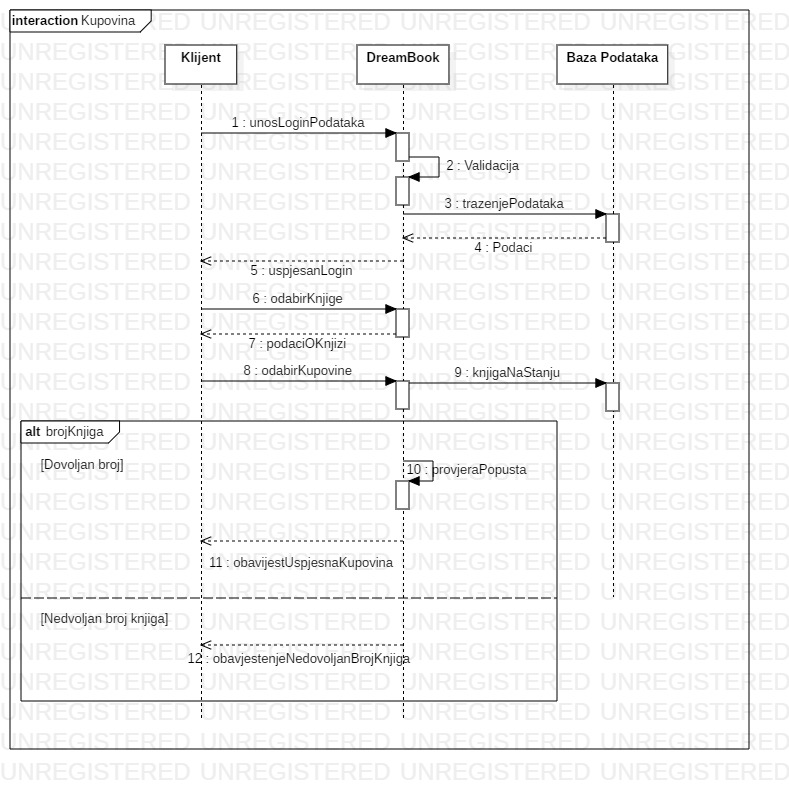 interaction Kupovina
Klijent
DreamBook
Baza Podataka
1 : unosLoginPodataka
2 : Validacija
3 : trazenjePodataka
4 : Podaci
5 : uspjesanLogin
6 : odabirKnjige
7 : podaciOKnjizi
8 : odabirKupovine
9 : knjigaNaStanju
alt brojKnjiga
[Dovoljan broj]
10 : provjeraPopusta
11 : obavijestUspjesnaKupovina
[Nedvoljan broj knjiga]
12 : obavjestenjeNedovoljanBrojKnjiga
UNREGISTERED UNREGISTERED UNREGISTERED UNREGISTERED